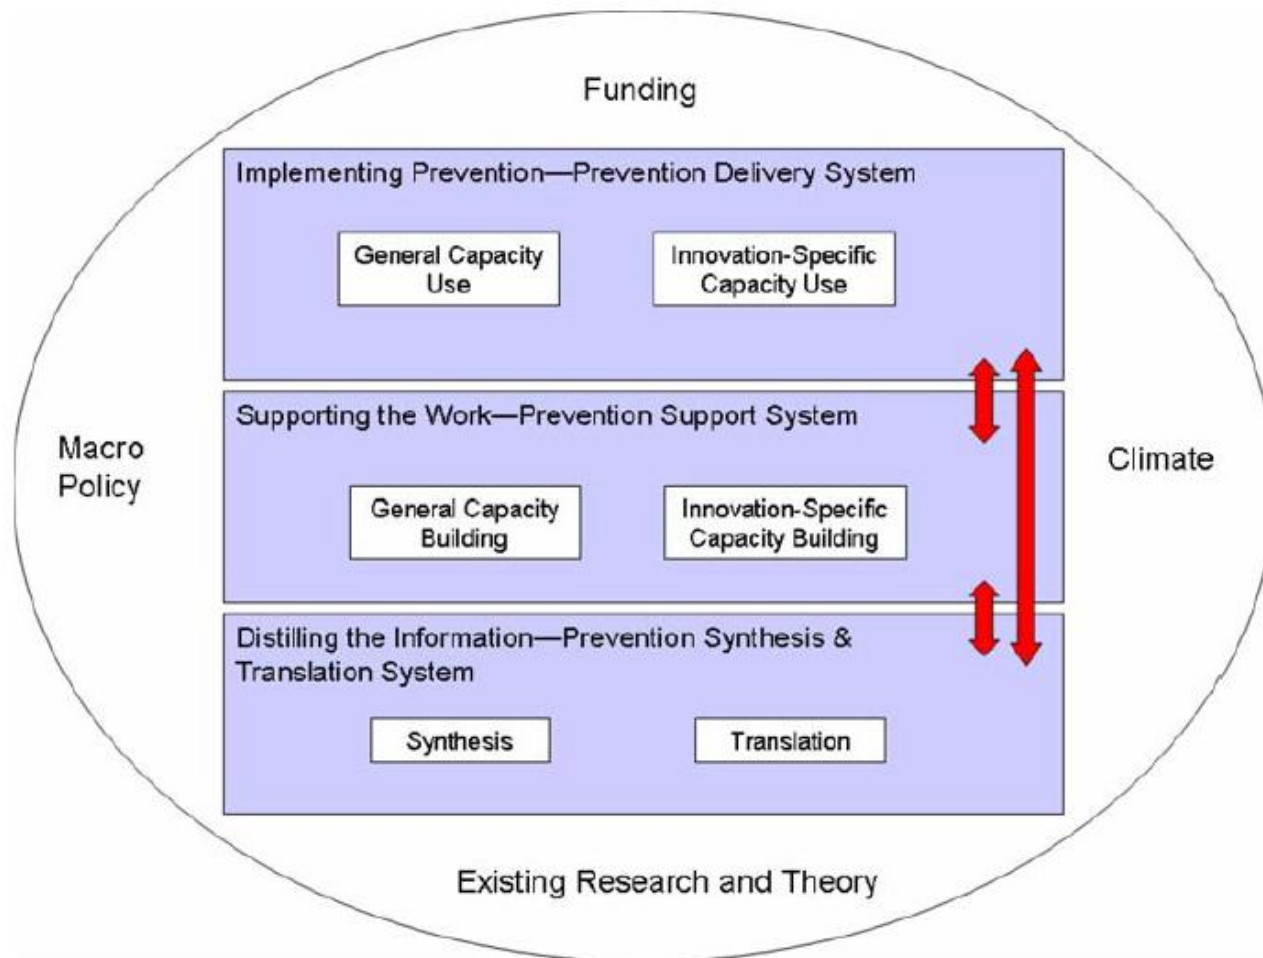 Funding
Implementing Prevention—Prevention Delivery System
General Capacity
Use
Innovation-Specific
Capacity Use
Supporting the Work—Prevention Support System
Macro
Policy
Climate
General Capacity
Building
Innovation-Specific
Capacity Building
Distilling the Information—Prevention Synthesis &
Translation System
Synthesis
Translation
Existing Research and Theory